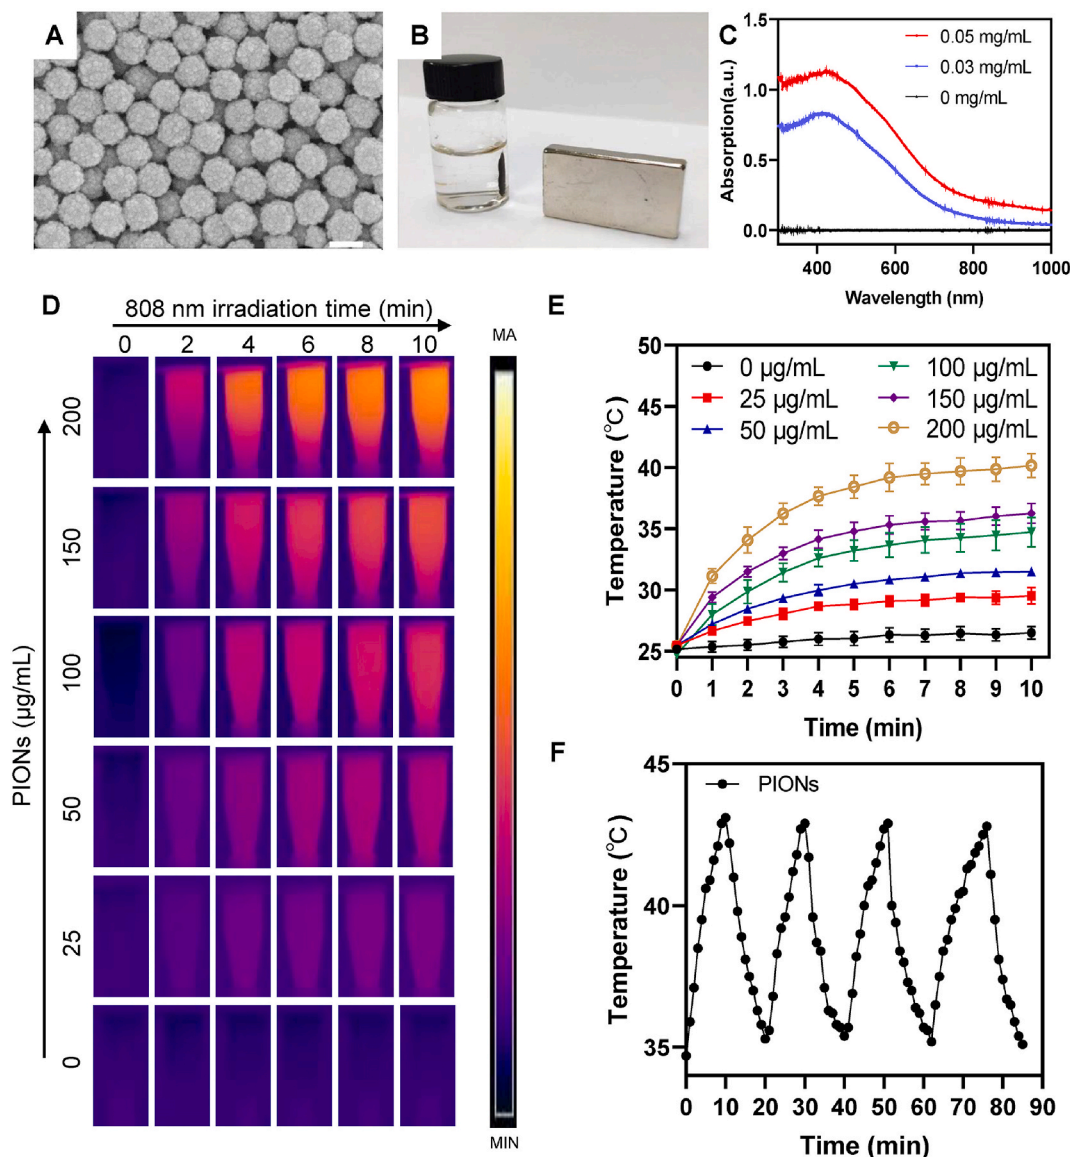 A
B
C
1.5
1.0
0.5
0.0
Absorption(a.u.)
0.05 mg/mL
0.03 mg/mL
0 mg/mL
400
600
800
1000
Wavelength (nm)
D
808 nm irradiation time (min)
0 2 4 6 8 10
PIONs (μg/mL)
200
150
100
50
25
0
MA
MIN
E
50
45
40
35
30
25
Temperature (℃)
0 μg/mL
25 μg/mL
50 μg/mL
100 μg/mL
150 μg/mL
200 μg/mL
0 1 2 3 4 5 6 7 8 9 10
Time (min)
F
45
40
35
Temperature (℃)
PIONs
0 10 20 30 40 50 60 70 80 90
Time (min)